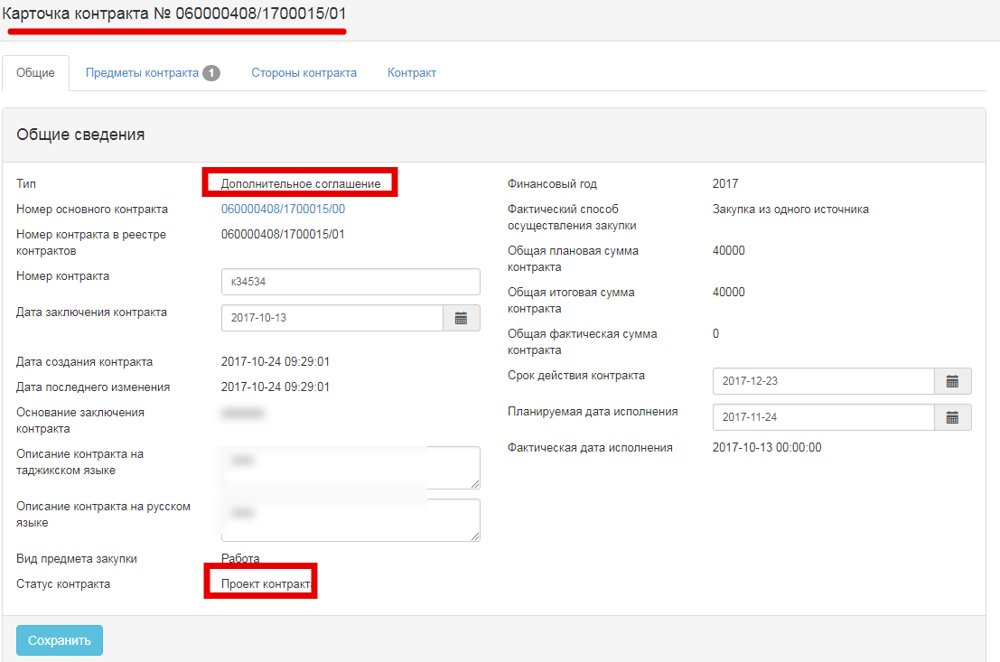 Карточка контракта № 060000408/1700015/01
Общие Предметы контракта 1 Стороны контракта Контракт
Общие сведения
Тип Дополнительное соглашение
Номер основного контракта 060000408/1700015/00
Номер контракта в реестре 060000408/1700015/01
контрактов
Номер контракта к34534
Дата заключения контракта 2017-10-13
Дата создания контракта 2017-10-24 09:29:01
Дата последнего изменения 2017-10-24 09:29:01
Основание заключения
контракта
Описание контракта на
таджикском языке
Описание контракта на русском
языке
Вид предмета закупки Работа
Статус контракта Проект контракта
Финансовый год 2017
Фактический способ Закупка из одного источника
осуществления закупки
Общая плановая сумма 40000
контракта
Общая итоговая сумма 40000
контракта
Общая фактическая сумма 0
контракта
Срок действия контракта 2017-12-23
Планируемая дата исполнения 2017-11-24
Фактическая дата исполнения 2017-10-13 00:00:00
Сохранить